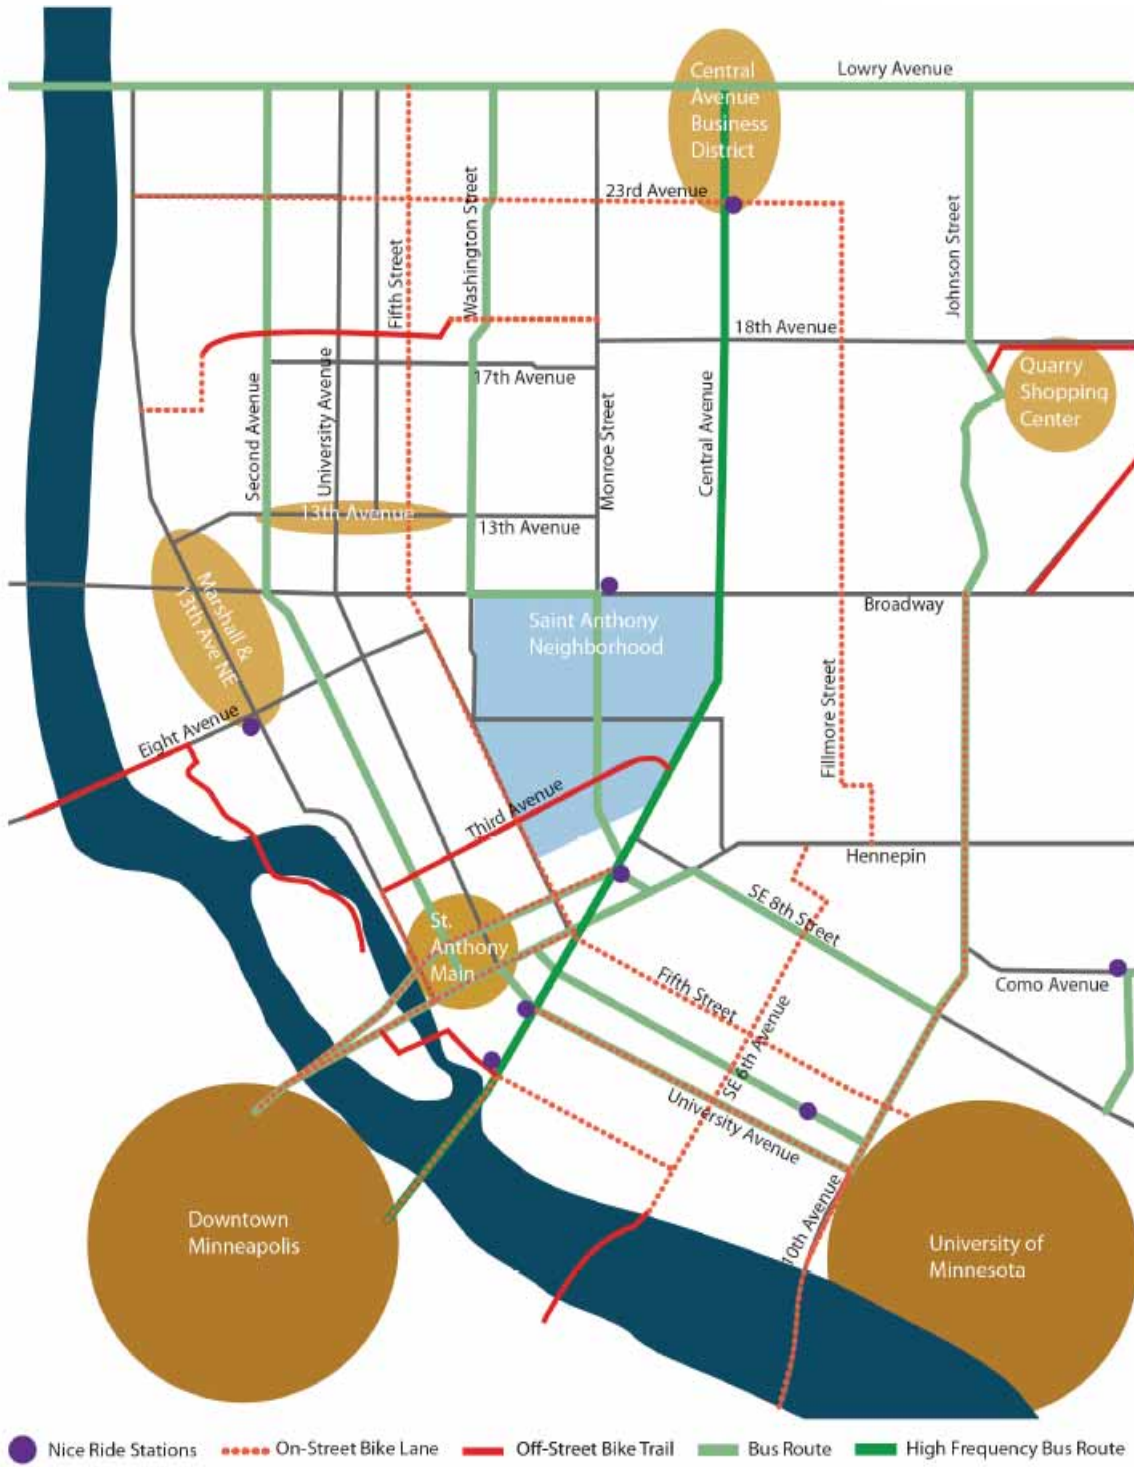 Lowry Avenue
Central
Avenue
Business
District
23rd Avenue
Washington Street
Fifth Street
Johnson Street
18th Avenue
Quarry
Shopping
Center
17th Avenue
Second Avenue
University Avenue
Monroe Street
Central Avenue
13th Avenue
13th Avenue
Marshall &
13th Ave NE
Saint Anthony
Neighborhood
Broadway
Eight Avenue
Fillmore Street
Third Avenue
Hennepin
SE 8th Street
St.
Anthony
Main
Fifth Street
Como Avenue
SE 6th Avenue
University Avenue
10th Avenue
Downtown
Minneapolis
University of
Minnesota
Nice Ride Stations
On-Street Bike Lane
Off-Street Bike Trail
Bus Route
High Frequency Bus Route